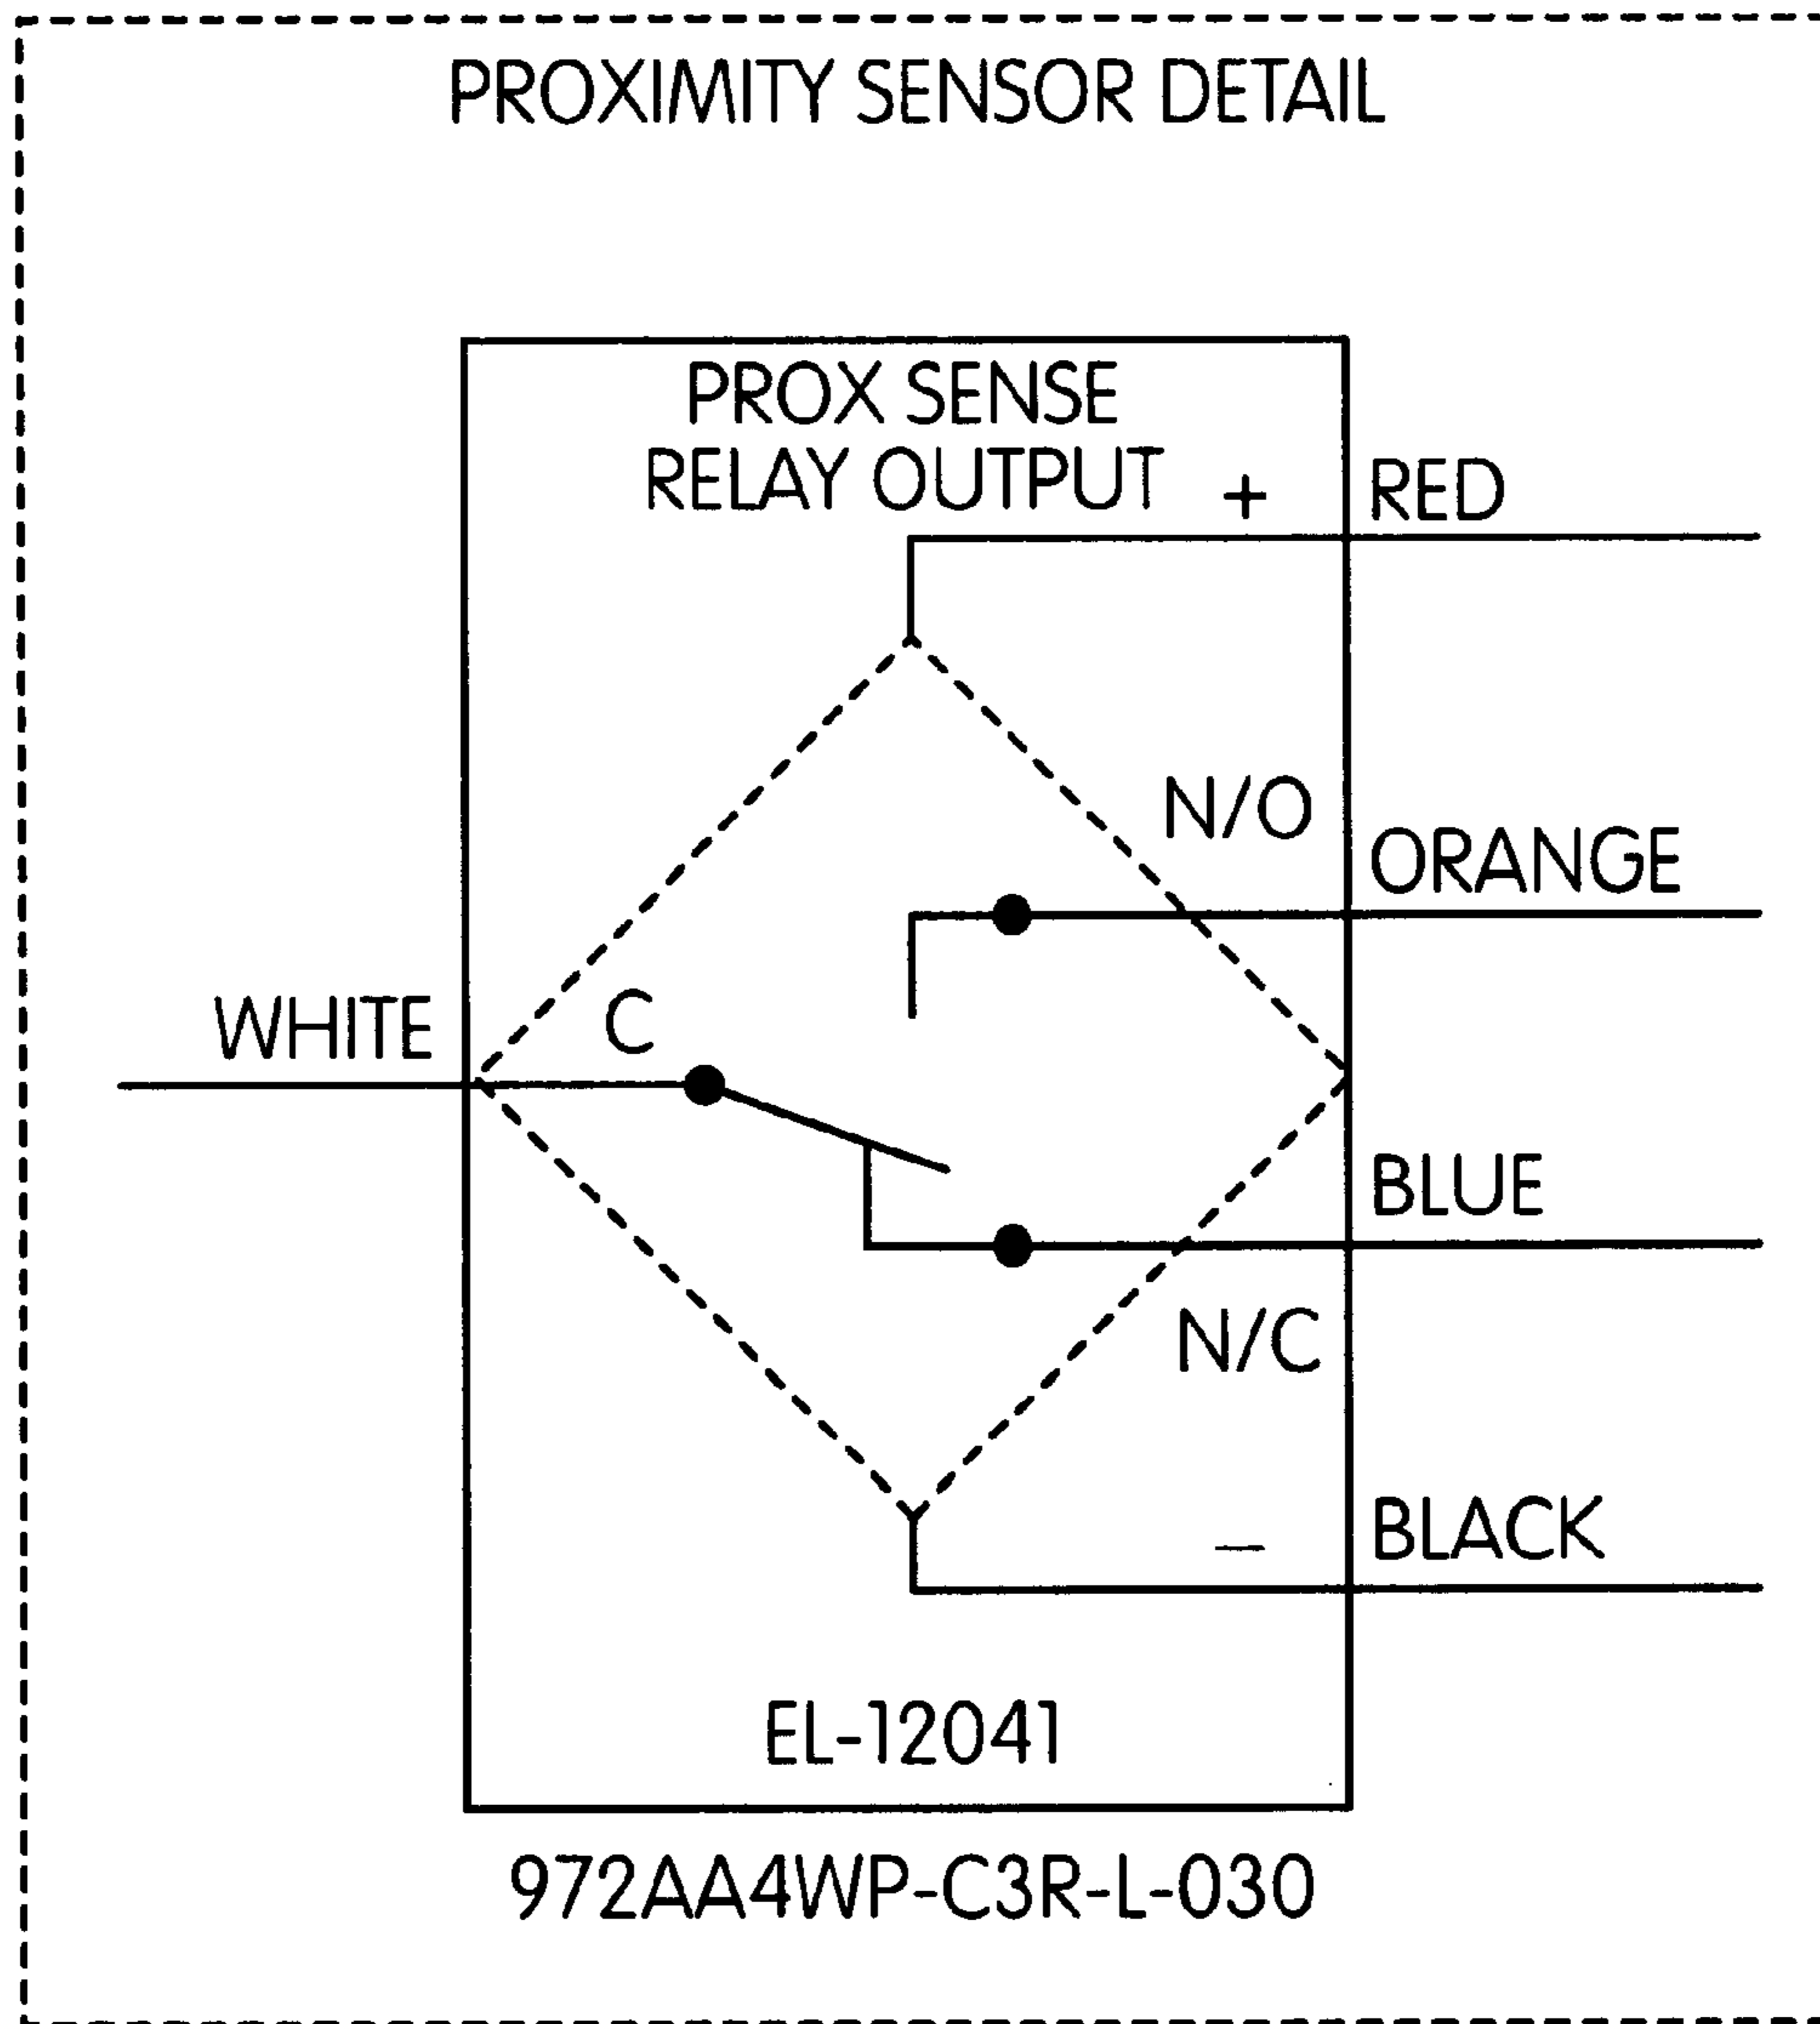 PROXIMITY SENSOR DETAIL
PROX SENSE
RELAY OUTPUT
+
RED
N/O
ORANGE
WHITE
C
BLUE
N/C
BLACK
–
EL-12041
972AA4WP-C3R-L-030